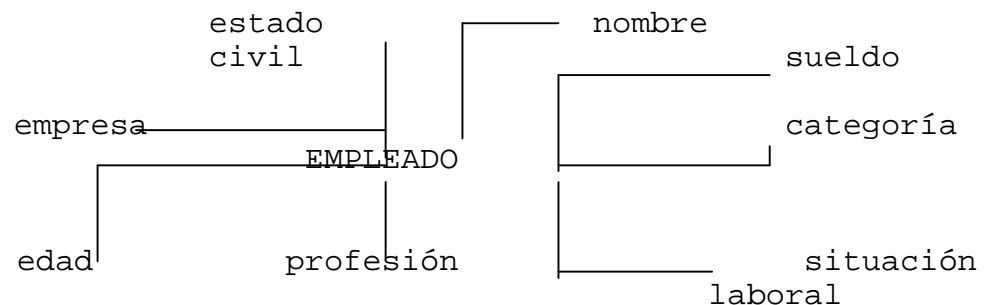 estado nombre
civil sueldo
empresa categoría
EMPLEADO
edad profesión situación
laboral